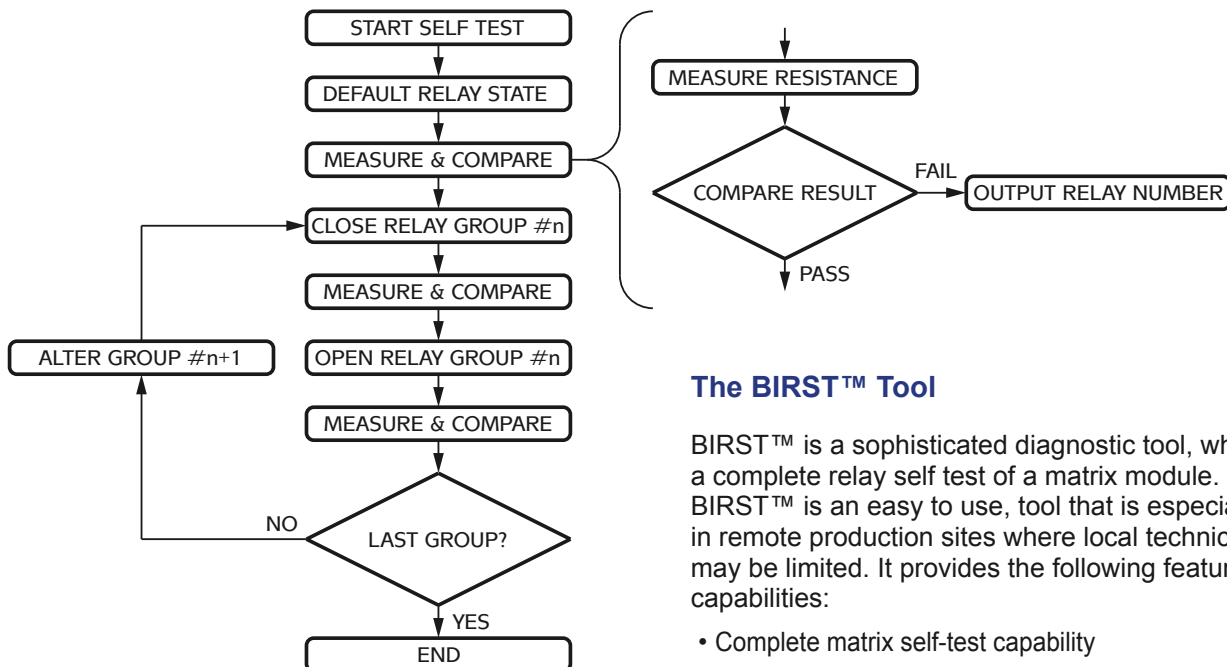 START SELF TEST
DEFAULT RELAY STATE
MEASURE & COMPARE
CLOSE RELAY GROUP #n
MEASURE & COMPARE
ALTER GROUP #n+1
OPEN RELAY GROUP #n
MEASURE & COMPARE
NO
LAST GROUP?
YES
END
MEASURE RESISTANCE
COMPARE RESULT
FAIL
OUTPUT RELAY NUMBER
PASS
The BIRST™ Tool
BIRST™ is a sophisticated diagnostic tool,
a complete relay self test of a matrix module.
BIRST™ is an easy to use, tool that is
in remote production sites where local
may be limited. It provides the following
capabilities:
• Complete matrix self-test capability